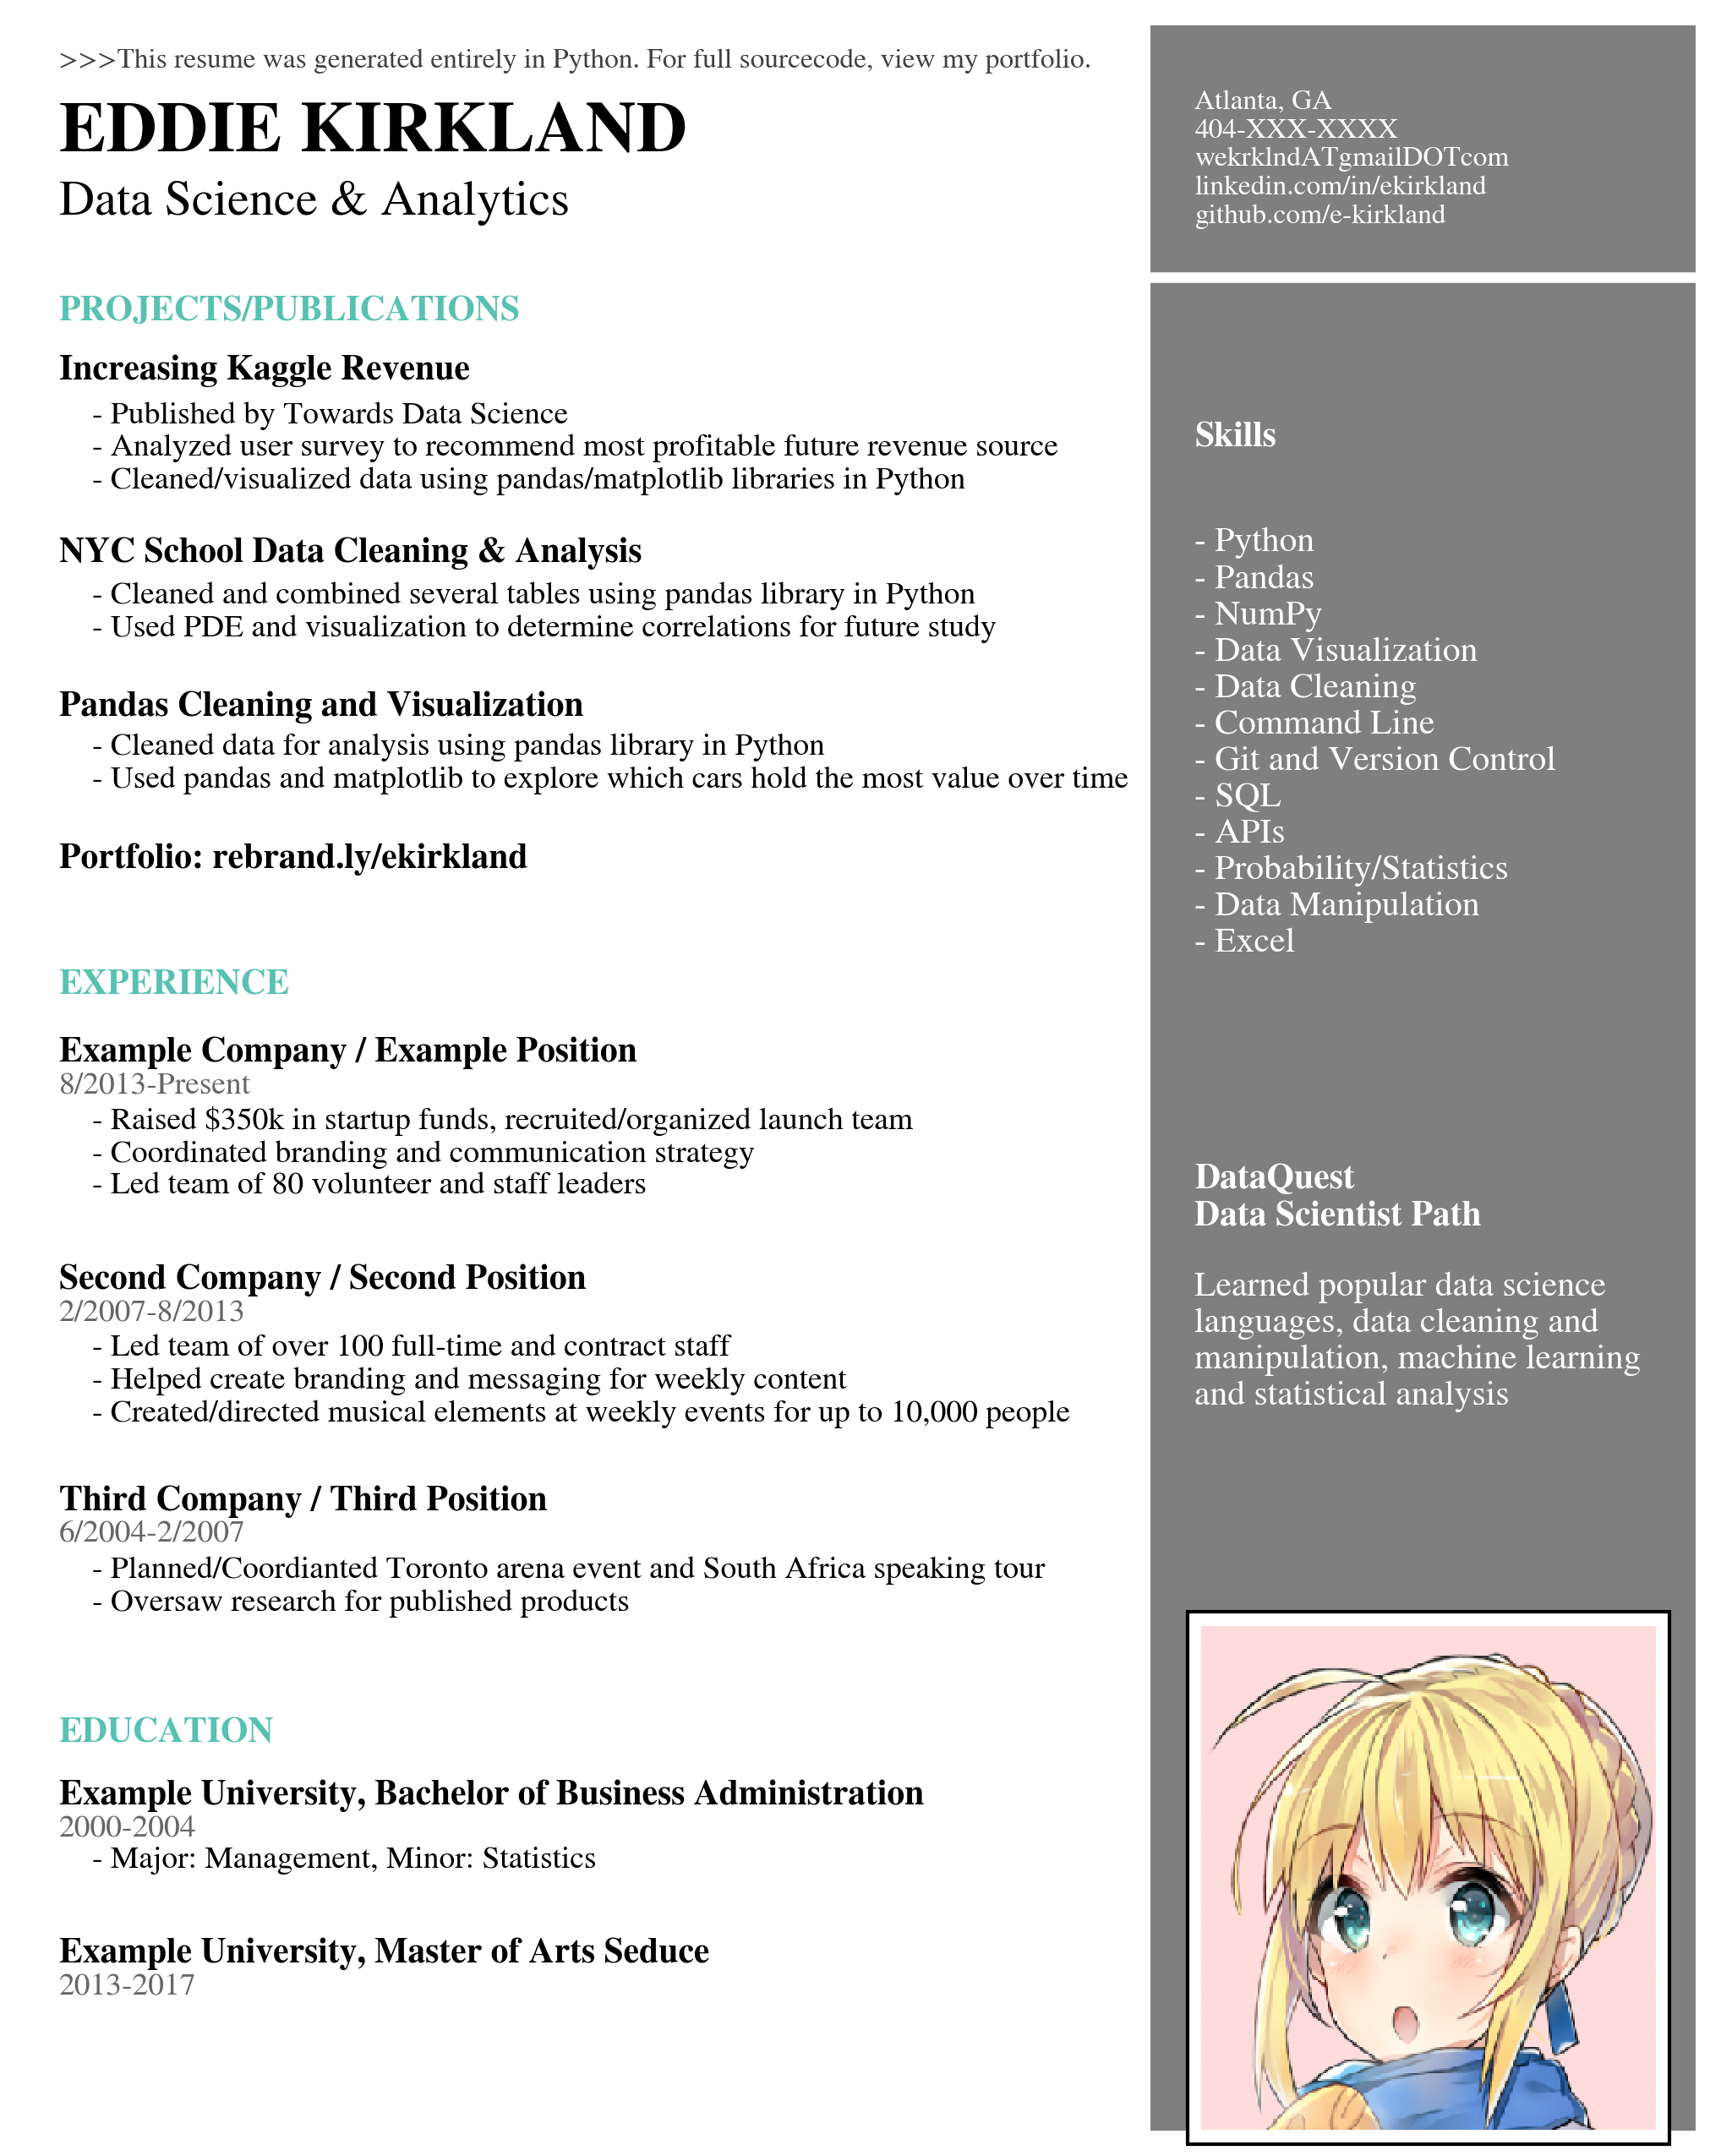 >>>This resume was generated entirely in Python. For full sourcecode, view my portfolio.
EDDIE KIRKLAND
Data Science & Analytics
PROJECTS/PUBLICATIONS
Increasing Kaggle Revenue
- Published by Towards Data Science
- Analyzed user survey to recommend most profitable future revenue source
- Cleaned/visualized data using pandas/matplotlib libraries in Python
NYC School Data Cleaning & Analysis
- Cleaned and combined several tables using pandas library in Python
- Used PDE and visualization to determine correlations for future study
Pandas Cleaning and Visualization
- Cleaned data for analysis using pandas library in Python
- Used pandas and matplotlib to explore which cars hold the most value over time
Portfolio: rebrand.ly/ekirkland
EXPERIENCE
Example Company / Example Position
8/2013-Present
- Raised $350k in startup funds, recruited/organized launch team
- Coordinated branding and communication strategy
- Led team of 80 volunteer and staff leaders
Second Company / Second Position
2/2007-8/2013
- Led team of over 100 full-time and contract staff
- Helped create branding and messaging for weekly content
- Created/directed musical elements at weekly events for up to 10,000 people
Third Company / Third Position
6/2004-2/2007
- Planned/Coordianted Toronto arena event and South Africa speaking tour
- Oversaw research for published products
EDUCATION
Example University, Bachelor of Business Administration
2000-2004
- Major: Management, Minor: Statistics
Example University, Master of Arts Seduce
2013-2017
Atlanta, GA
404-XXX-XXXX
wekrklndATgmailDOTcom
linkedin.com/in/ekirkland
github.com/e-kirkland
Skills
- Python
- Pandas
- NumPy
- Data Visualization
- Data Cleaning
- Command Line
- Git and Version Control
- SQL
- APIs
- Probability/Statistics
- Data Manipulation
- Excel
DataQuest
Data Scientist Path
Learned popular data science
languages, data cleaning and
manipulation, machine learning
and statistical analysis